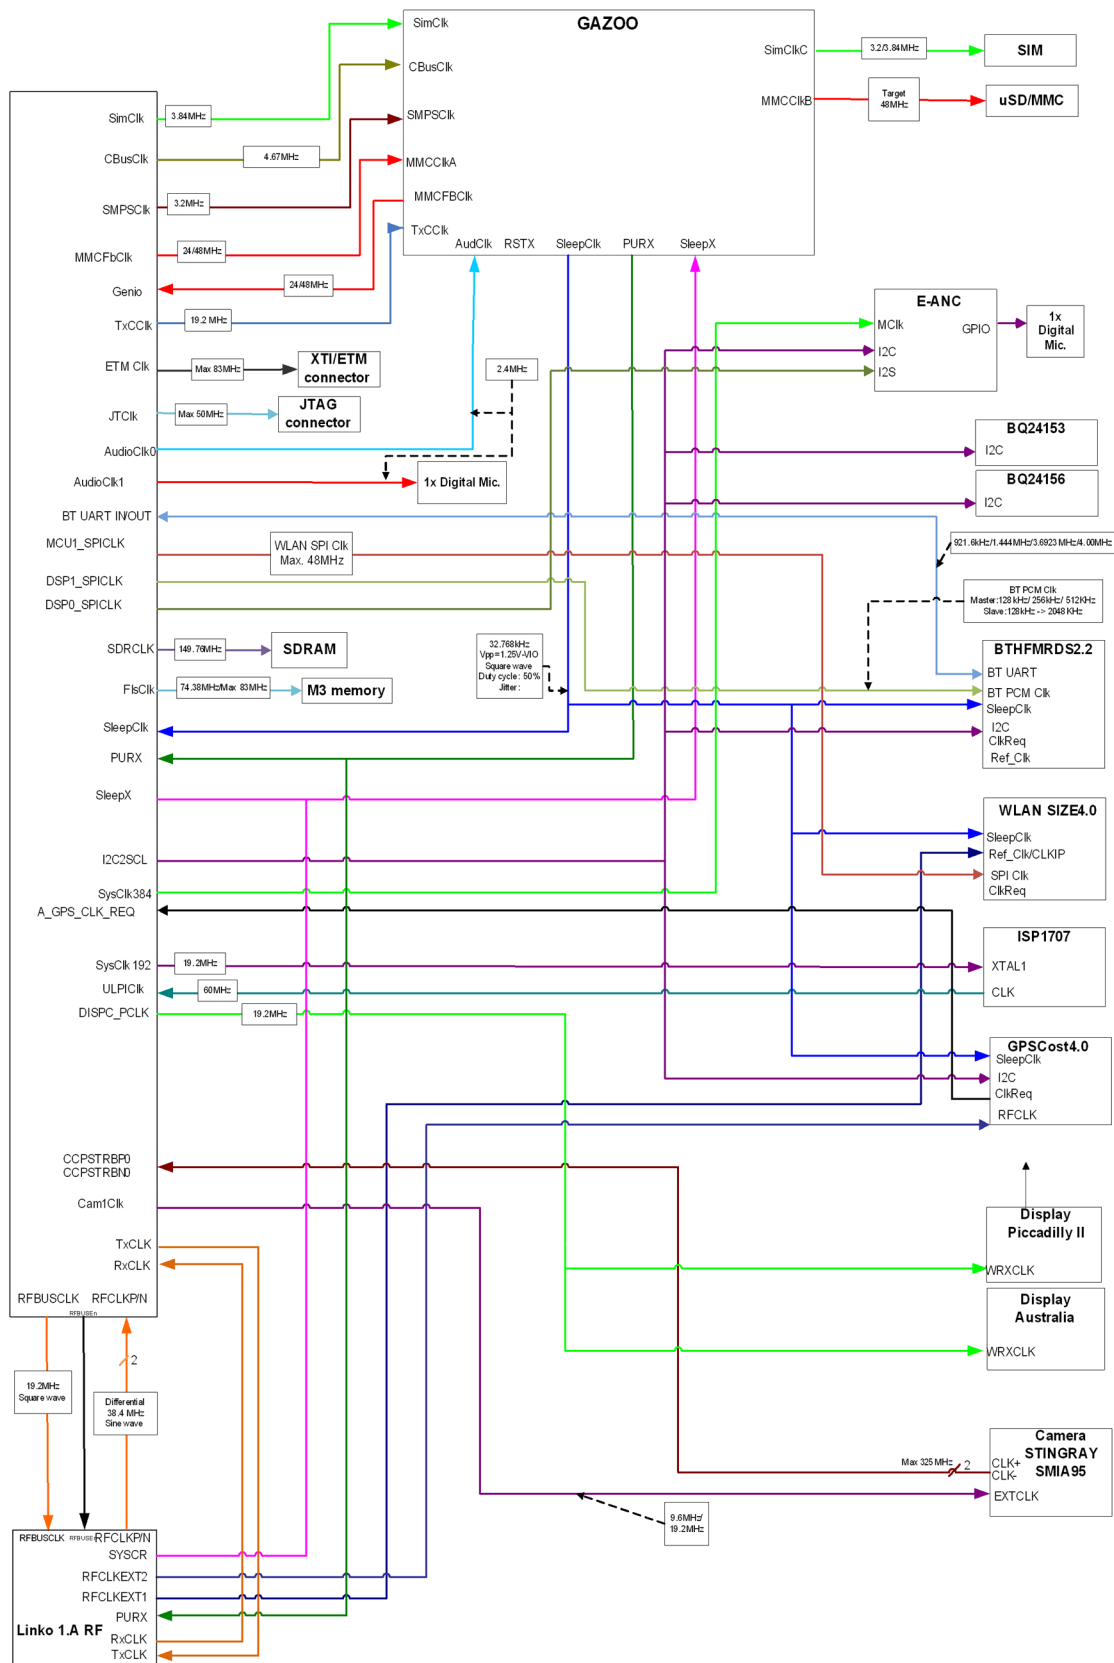 GAZOO
SimClk
CBusClk
SMPSClk
MMCClkA
MMCFBClk
TxCClk
AudClk
RSTX
SleepClk
PURX
SleepX
SimClkC
MMCClkB
3.2/3.84MHz
SIM
Target
48MHz
uSD/MMC
SimClk
3.84MHz
CBusClk
4.67MHz
SMPSClk
3.2MHz
MMCFbClk
24/48MHz
Genio
24/48MHz
TxCClk
19.2 MHz
ETM Clk
Max 83MHz
XTI/ETM
connector
JTClk
Max 50MHz
JTAG
connector
AudioClk0
2.4MHz
AudioClk1
1x Digital Mic.
E-ANC
MClk
GPIO
I2C
I2S
1x
Digital
Mic.
BQ24153
I2C
BQ24156
I2C
BT UART IN/OUT
MCU1_SPICLK
WLAN SPI Clk
Max. 48MHz
DSP1_SPICLK
DSP0_SPICLK
921.6kHz/1.444MHz/3.6923MHz/4.00MHz
BT PCM Clk
Master:128kHz/ 256kHz/ 512KHz
Slave:128kHz -> 2048 KHz
SDRCLK
149.76MHz
SDRAM
FlsClk
74.38MHz/Max 83MHz
M3 memory
32.768kHz
Vpp=1.25V-VIO
Square wave
Duty cycle: 50%
Jitter:
BTHFMRDS2.2
BT UART
BT PCM Clk
SleepClk
I2C
ClkReq
Ref_Clk
SleepClk
PURX
SleepX
WLAN SIZE4.0
SleepClk
Ref_Clk/CLKIP
SPI Clk
ClkReq
I2C2SCL
SysClk384
A_GPS_CLK_REQ
ISP1707
XTAL1
CLK
SysClk192
19.2MHz
ULPIClk
60MHz
DISPC_PCLK
19.2MHz
GPSCost4.0
SleepClk
I2C
ClkReq
RFCLK
CCPSTRBP0
CCPSTRBN0
Cam1Clk
Display
Piccadilly II
WRXCLK
TxCLK
RxCLK
Display
Australia
WRXCLK
RFBUSCLK
RFCLKP/N
RFBUSEn
2
19.2MHz
Square wave
Differential
38.4 MHz
Sine wave
Camera
STINGRAY
SMIA95
CLK+
CLK-
EXTCLK
Max 325 MHz
2
9.6MHz/
19.2MHz
RFBUSCLK
RFBUSEn
RFCLKP/N
SYSCR
RFCLKEXT2
RFCLKEXT1
PURX
Linko 1.A RF
RxCLK
TxCLK